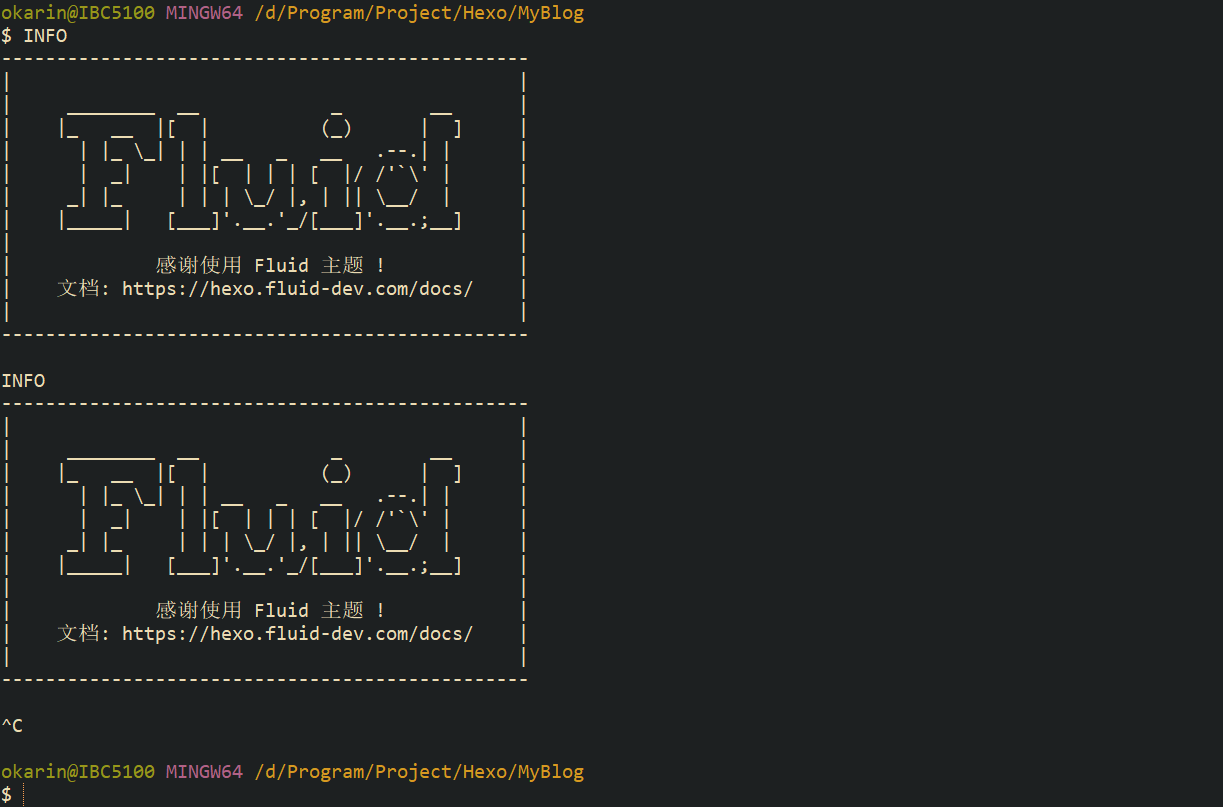 okarin@IBC5100 MINGW64 /d/Program/Project/Hexo/MyBlog
$ INFO
------------------------------------------------
|                                              |
|     ________  __            _        __      |
|    |_   __  |[  |          (_)      |  ]     |
|      | |_ \_| | | __   _   __   .--.| |      |
|      |  _|    | |[  | | | [  |/ /'`\' |      |
|     _| |_     | | | \_/ |, | || \__/  |      |
|    |_____|   [___]'.__.'_/[___]'.__.;__]     |
|                                              |
|             感谢使用 Fluid 主题 !            |
|    文档: https://hexo.fluid-dev.com/docs/    |
|                                              |
------------------------------------------------
INFO
------------------------------------------------
|                                              |
|     ________  __            _        __      |
|    |_   __  |[  |          (_)      |  ]     |
|      | |_ \_| | | __   _   __   .--.| |      |
|      |  _|    | |[  | | | [  |/ /'`\' |      |
|     _| |_     | | | \_/ |, | || \__/  |      |
|    |_____|   [___]'.__.'_/[___]'.__.;__]     |
|                                              |
|             感谢使用 Fluid 主题 !            |
|    文档: https://hexo.fluid-dev.com/docs/    |
|                                              |
------------------------------------------------
^C
okarin@IBC5100 MINGW64 /d/Program/Project/Hexo/MyBlog
$